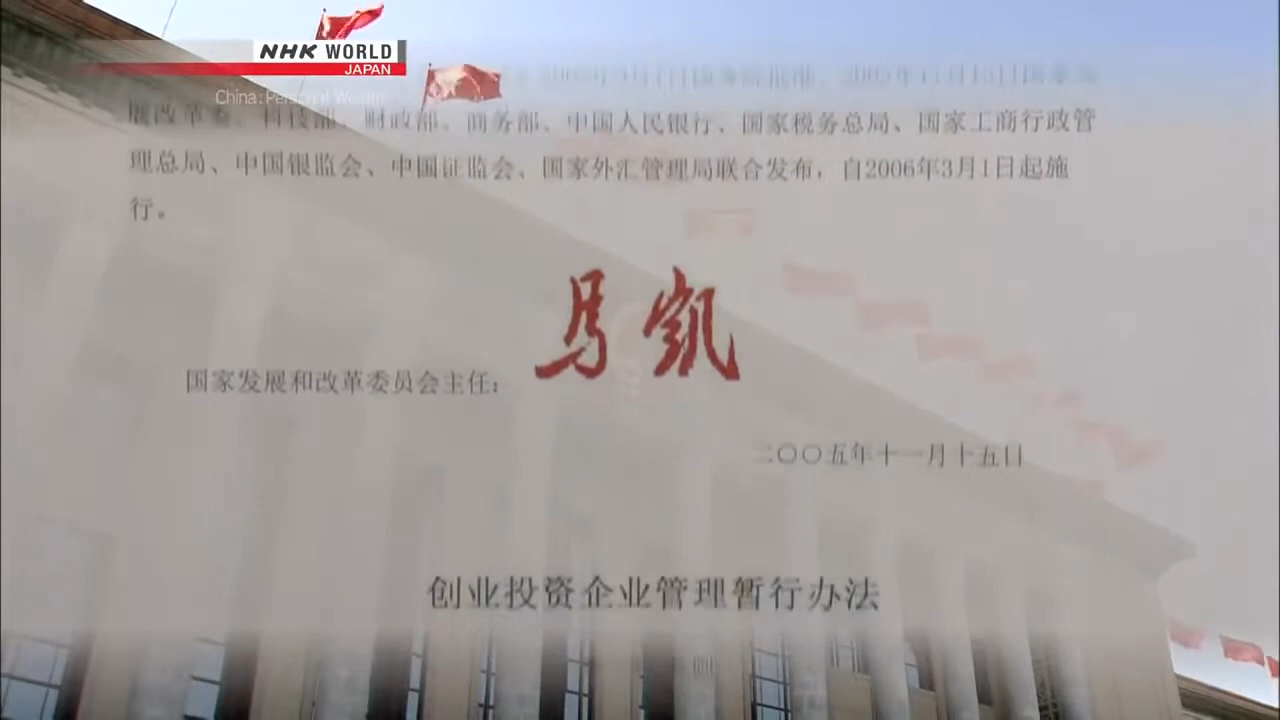 NHK WORLD
JAPAN
China: Personal Wealth
展改革委、科技部、财政部、商务部、中国人民银行、国家税务总局、国家工商行政管
理总局、中国银监会、中国证监会、国家外汇管理局联合发布，自2006年3月1日起施
行。
马凯
国家发展和改革委员会主任：
二〇〇五年十一月十五日
创业投资企业管理暂行办法